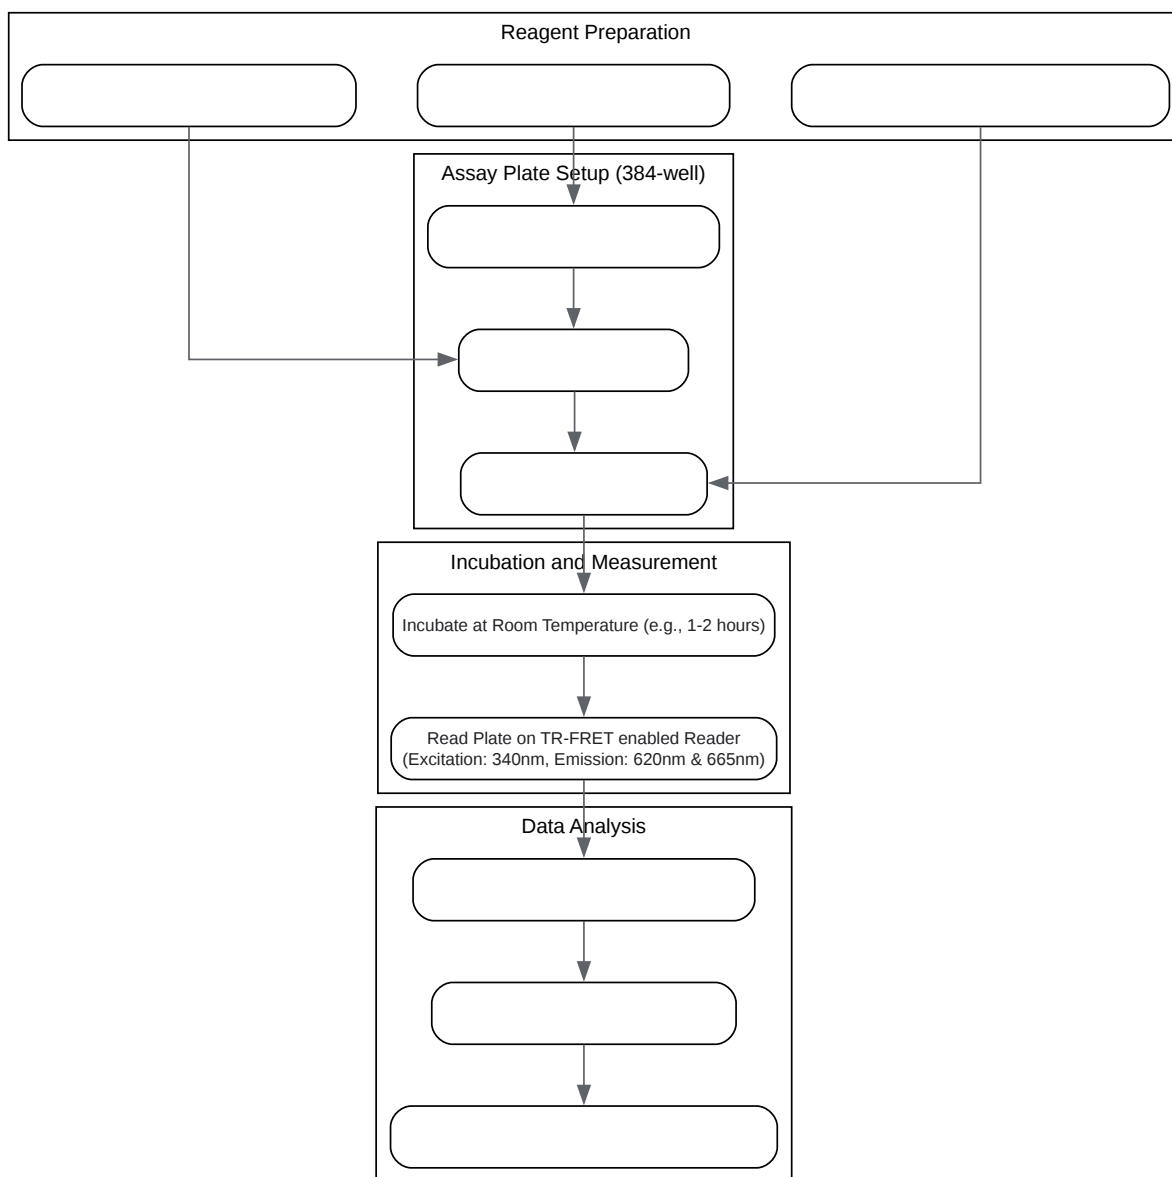 Reagent Preparation
Assay Plate Setup (384-well)
Incubation and Measurement
Incubate at Room Temperature (e.g., 1-2 hours)
Read Plate on TR-FRET enabled Reader
(Excitation: 340nm, Emission: 620nm & 665nm)
Data Analysis